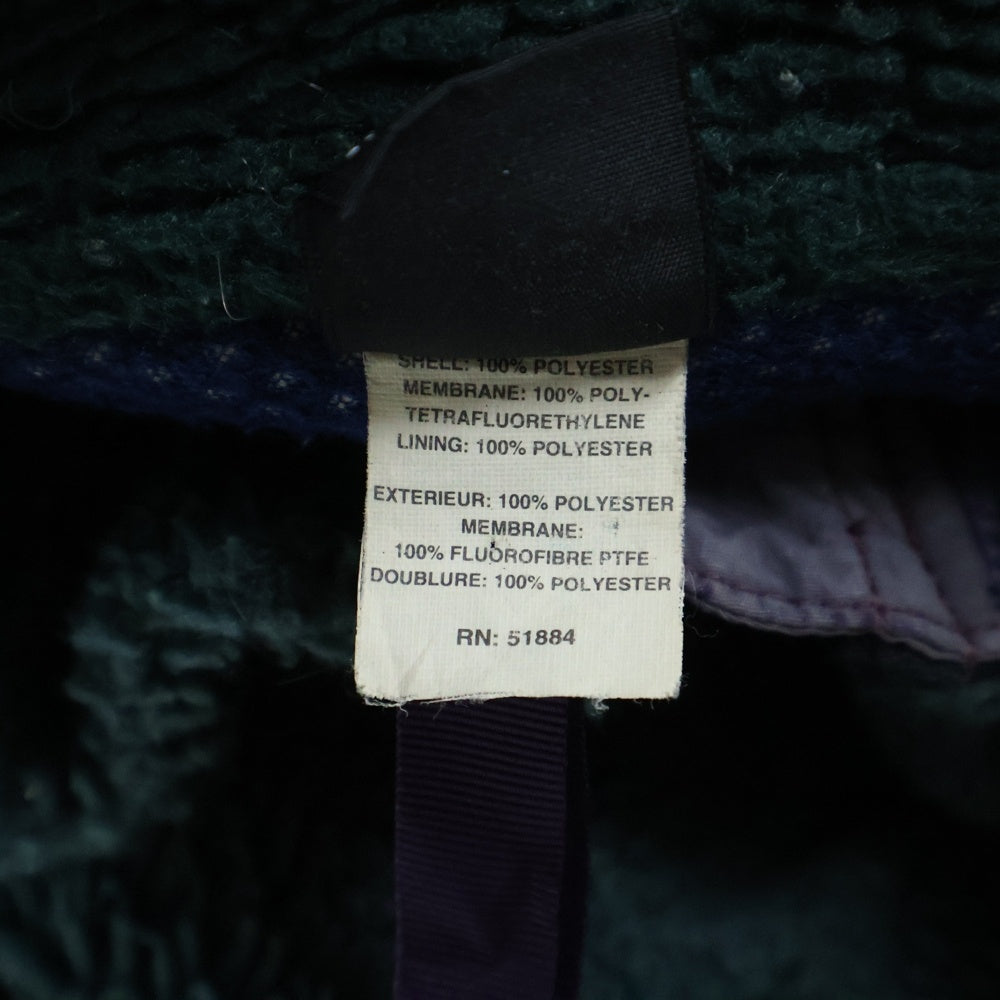 SHELL: 100% POLYESTER
MEMBRANE: 100% POLY-
TETRAFLUORETHYLENE
LINING: 100% POLYESTER
EXTERIEUR: 100% POLYESTER
MEMBRANE:
100% FLUOROFIBRE PTFE
DOUBLURE: 100% POLYESTER
RN: 51884